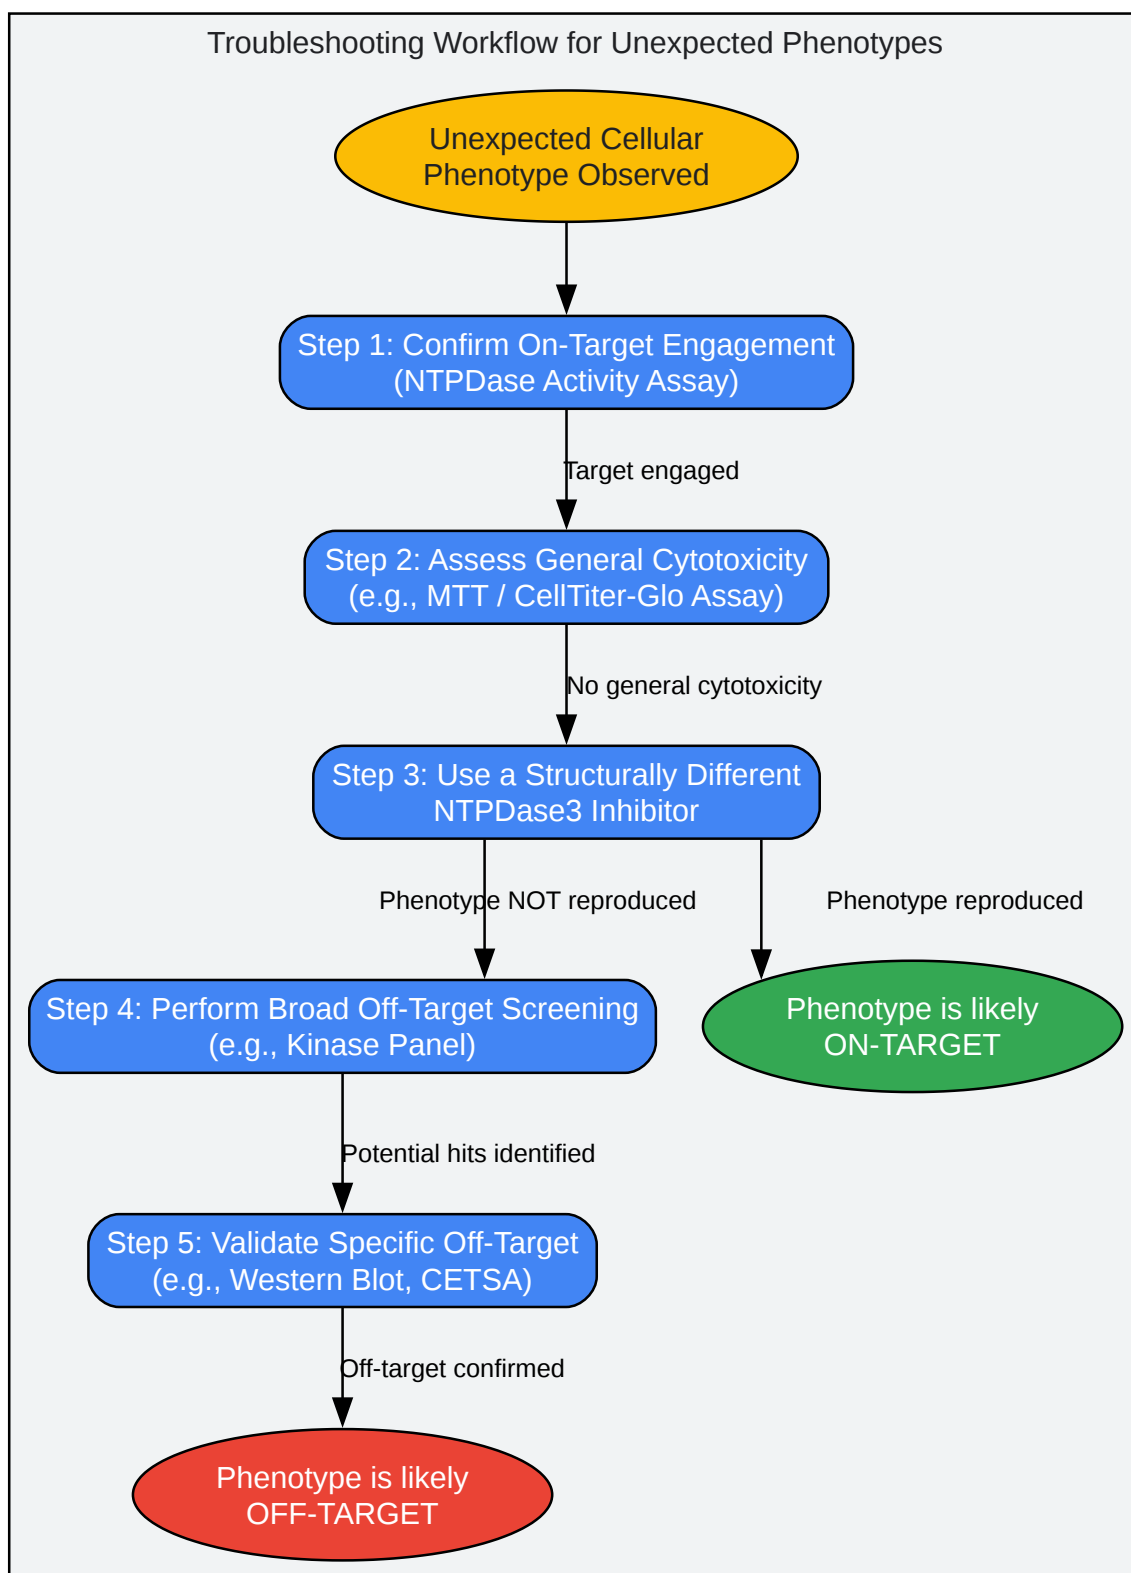 Troubleshooting Workflow for Unexpected Phenotypes
Unexpected Cellular
Phenotype Observed
Step 1: Confirm On-Target Engagement
(NTPDase Activity Assay)
Target engaged
Step 2: Assess General Cytotoxicity
(e.g., MTT / CellTiter-Glo Assay)
No general cytotoxicity
Step 3: Use a Structurally Different
NTPDase3 Inhibitor
Phenotype NOT reproduced
Phenotype reproduced
Step 4: Perform Broad Off-Target Screening
(e.g., Kinase Panel)
Phenotype is likely
ON-TARGET
Potential hits identified
Step 5: Validate Specific Off-Target
(e.g., Western Blot, CETSA)
Off-target confirmed
Phenotype is likely
OFF-TARGET